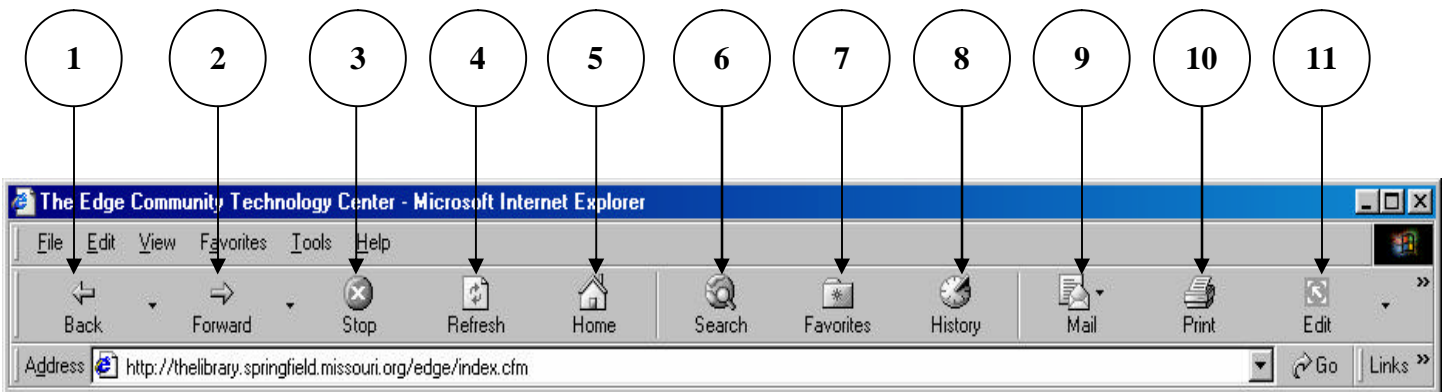 1 2 3 4 5 6 7 8 9 10 11
The Edge Community Technology Center - Microsoft Internet Explorer
File Edit View Favorites Tools Help
Back Forward Stop Refresh Home Search Favorites History Mail Print Edit »
Address http://thelibrary.springfield.missouri.org/edge/index.cfm Go Links »